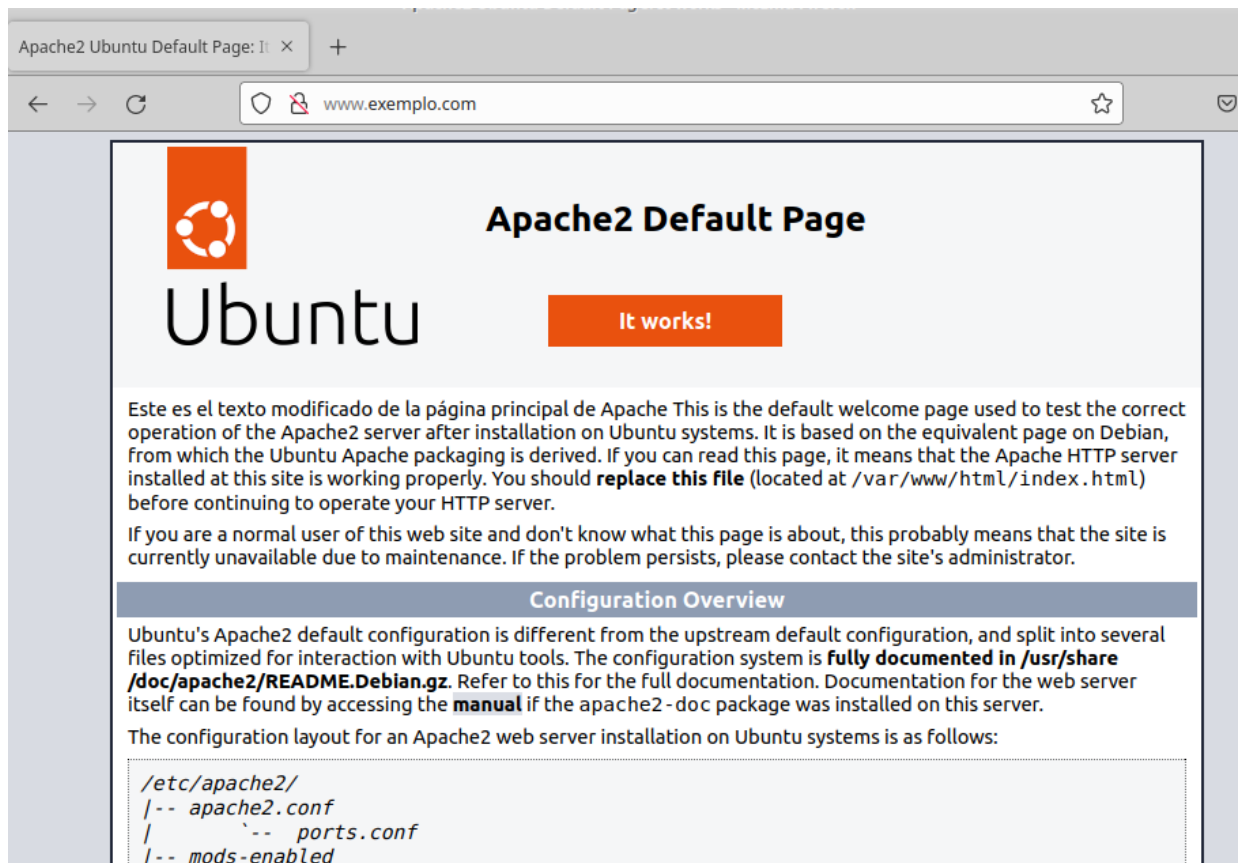 Apache2 Ubuntu Default Page: It
www.exemplo.com
Apache2 Default Page
Ubuntu
It works!
Este es el texto modificado de la página principal de Apache This is the default welcome page used to test the correct
operation of the Apache2 server after installation on Ubuntu systems. It is based on the equivalent page on Debian,
from which the Ubuntu Apache packaging is derived. If you can read this page, it means that the Apache HTTP server
installed at this site is working properly. You should replace this file (located at /var/www/html/index.html)
before continuing to operate your HTTP server.
If you are a normal user of this web site and don't know what this page is about, this probably means that the site is
currently unavailable due to maintenance. If the problem persists, please contact the site's administrator.
Configuration Overview
Ubuntu's Apache2 default configuration is different from the upstream default configuration, and split into several
files optimized for interaction with Ubuntu tools. The configuration system is fully documented in /usr/share
/doc/apache2/README.Debian.gz. Refer to this for the full documentation. Documentation for the web server
itself can be found by accessing the manual if the apache2-doc package was installed on this server.
The configuration layout for an Apache2 web server installation on Ubuntu systems is as follows:
/etc/apache2/
|-- apache2.conf
|       `--  ports.conf
|-- mods-enabled